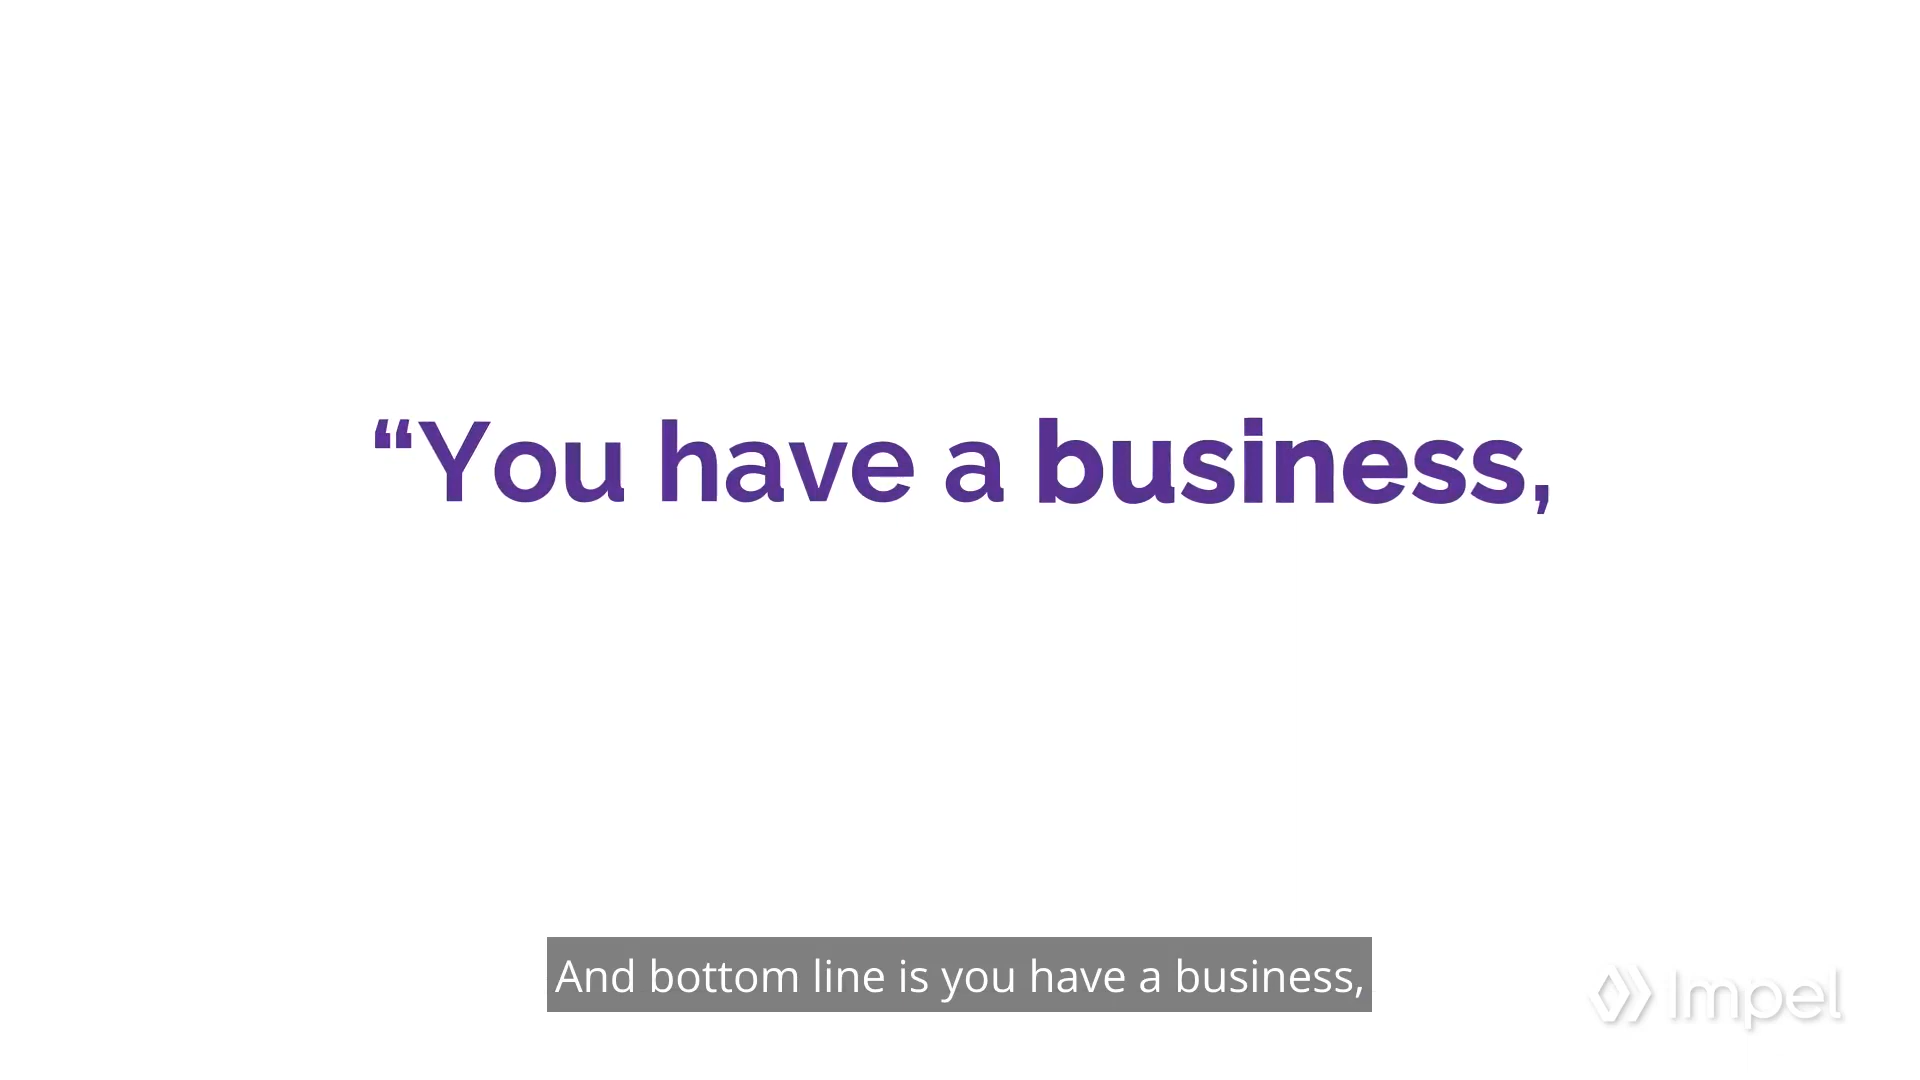 “You have a business,
And bottom line is you have a business,
Impel